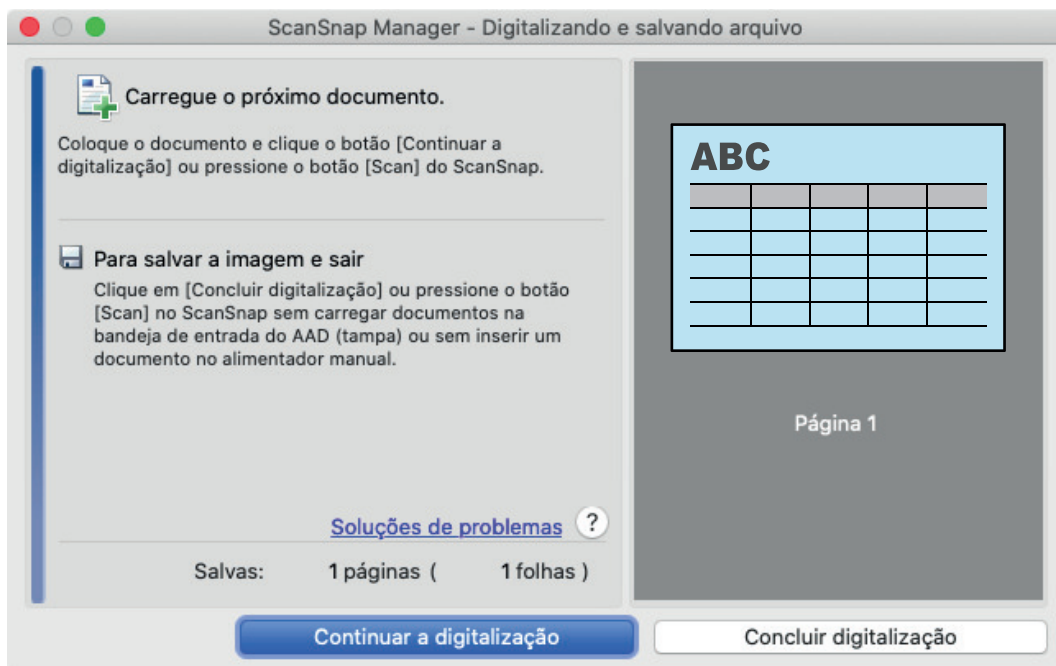 ScanSnap Manager - Digitalizando e salvando arquivo
Carregue o próximo documento.
Coloque o documento e clique o botão [Continuar a
digitalização] ou pressione o botão [Scan] do ScanSnap.
Para salvar a imagem e sair
Clique em [Concluir digitalização] ou pressione o botão
[Scan] no ScanSnap sem carregar documentos na
bandeja de entrada do AAD (tampa) ou sem inserir um
documento no alimentador manual.
Soluções de problemas ?
Salvas: 1 páginas ( 1 folhas )
ABC
Página 1
Continuar a digitalização
Concluir digitalização